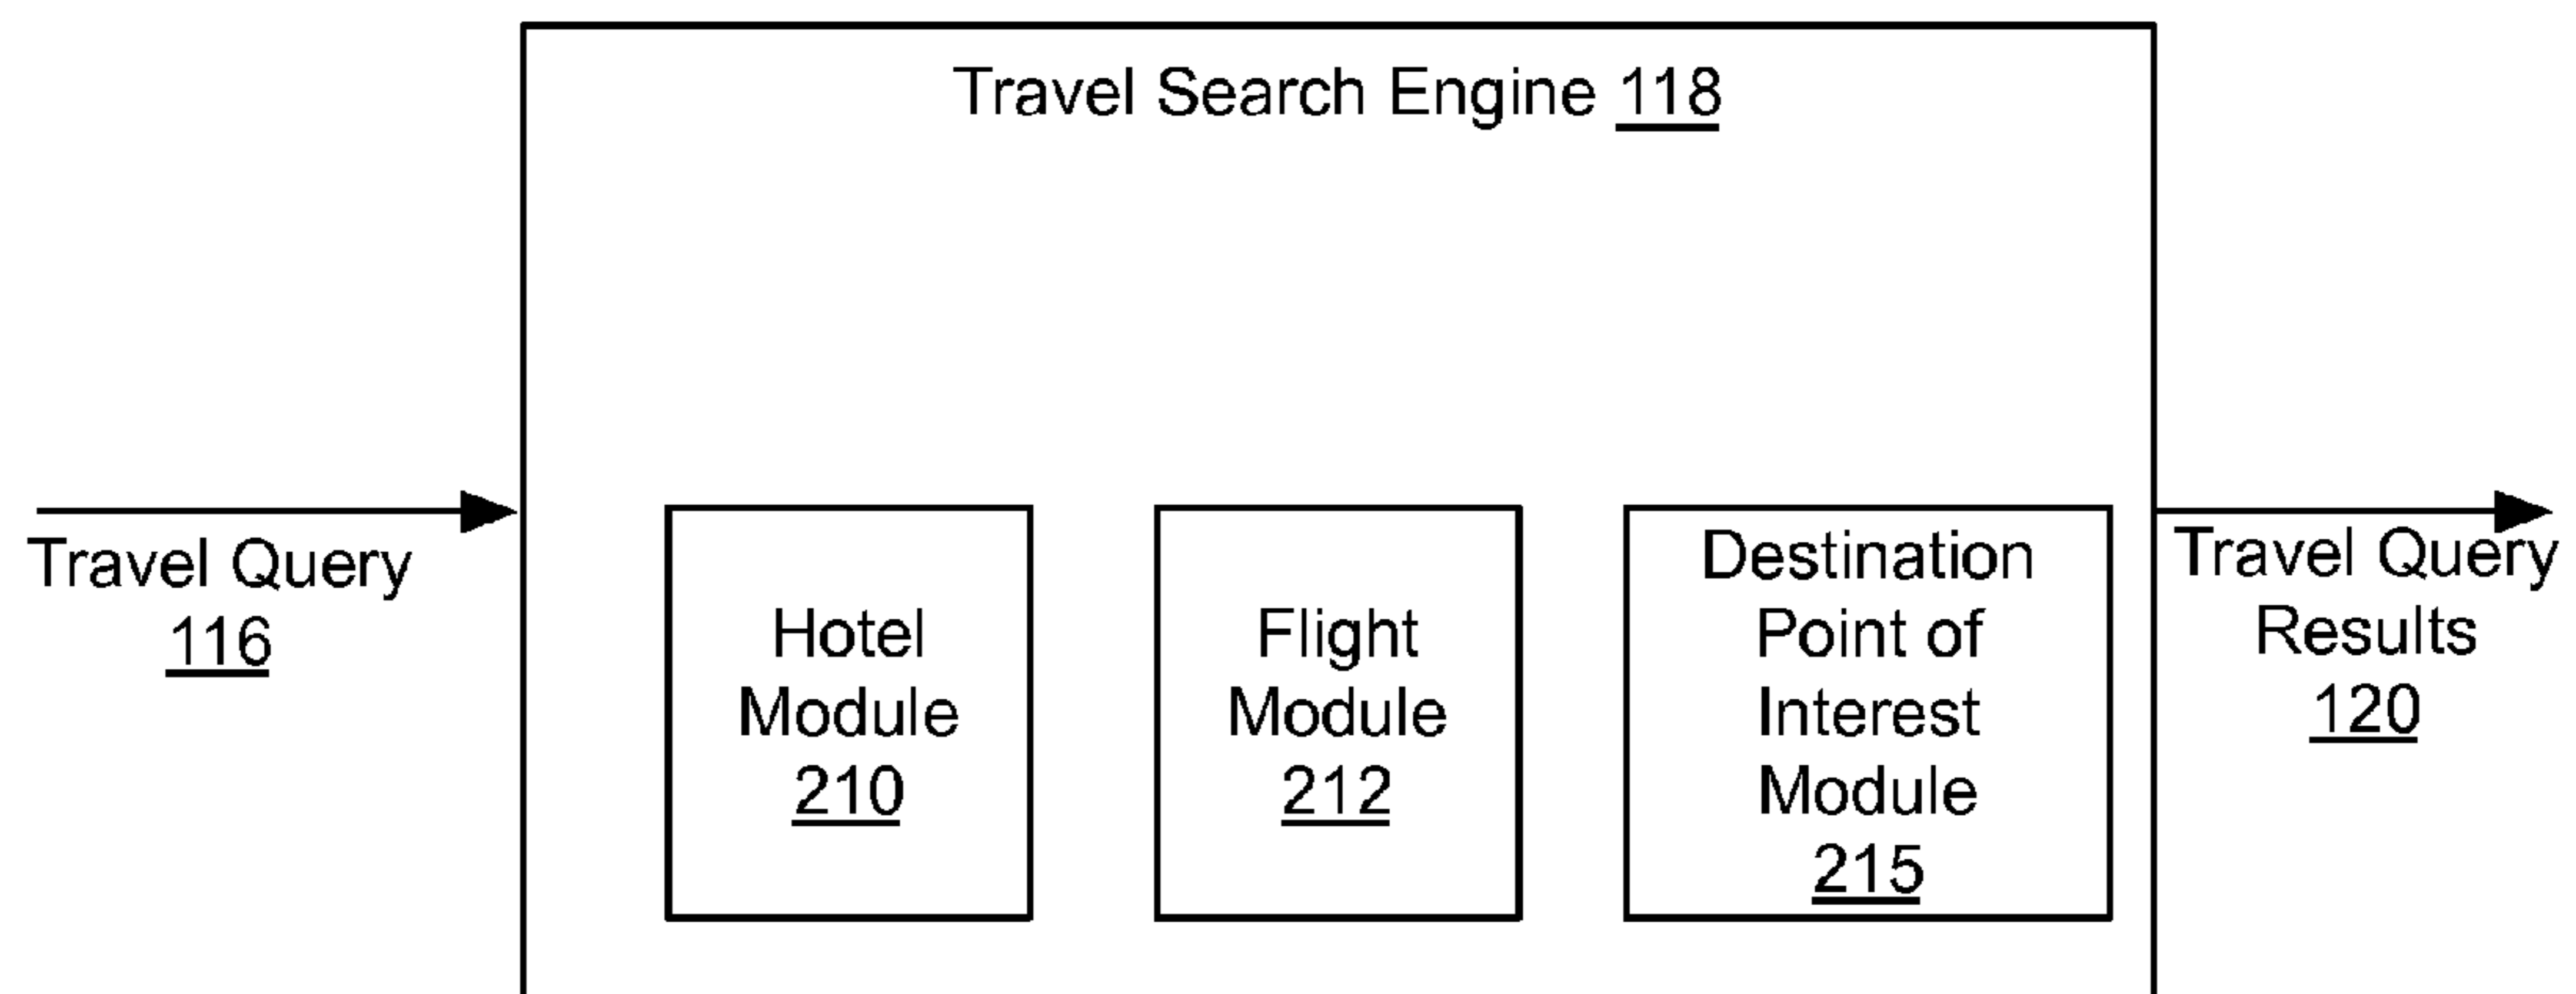 Travel Search Engine 118
Travel Query
116
Hotel
Module
210
Flight
Module
212
Destination
Point of
Interest
Module
215
Travel Query
Results
120